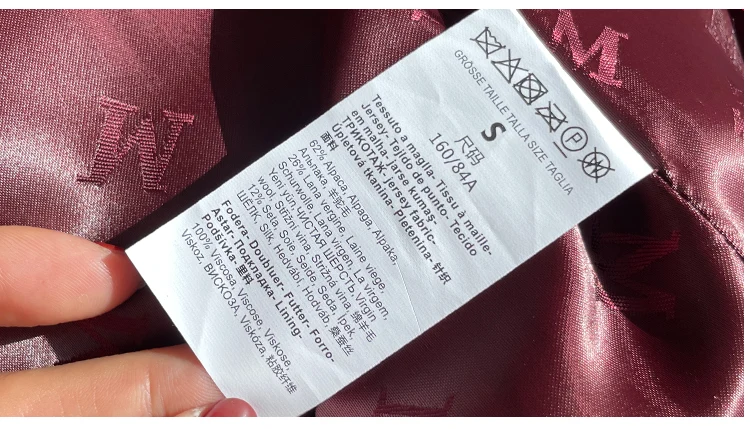 GRÖSSE TAILLE TALLA SIZE TAGLIA
S
尺码
160/84A
Tessuto a maglia-Tissu à maille-
Jersey-Tejido de punto-Tecido
em malha-Jarse kumaş-
ТРИКОТАЖ-Jersey fabric-
Úpletová tkanina-Pletenina-针织
面料
62% Alpaca, Alpaga, Alpaka,
Альпака, 羊驼毛
26% Lana vergine, Laine vierge,
Schurwolle, Lana virgen, La virgem,
Yeni yün-ЧИСТАЯ ШЕРСТЬ, Virgin
wool, Střižní vlna, Strižná vlna, 绵羊毛
12% Seta, Soie, Seide, Seda, İpek,
ШЁЛК, Silk, Hedvábí, Hodváb, 桑蚕丝
Fodera-Doublure-Futter-Forro-
Astar-Подкладка-Lining-
Podšívka-里料
100% Viscosa, Viscose, Viskose,
Viskoz, ВИСКОЗА, Viskóza, 粘胶纤维
M
M